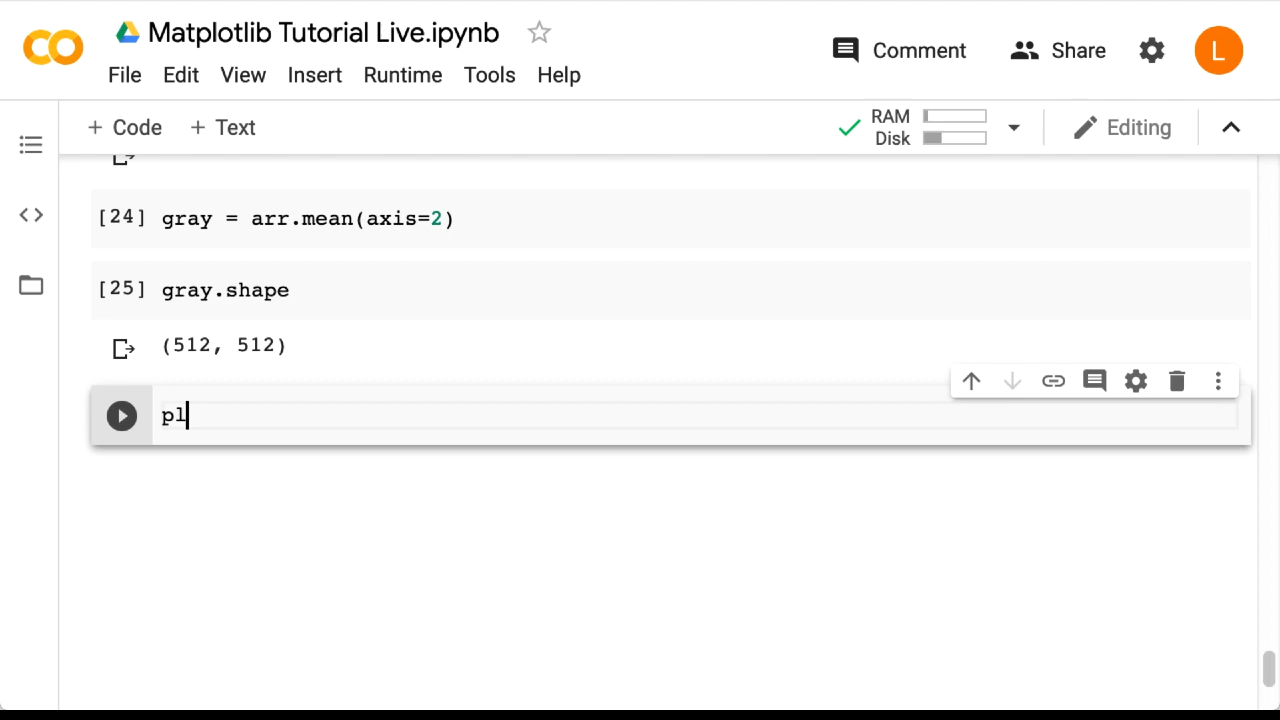 Matplotlib Tutorial Live.ipynb
File Edit View Insert Runtime Tools Help
Comment
Share
L
+ Code + Text
RAM
Disk
Editing
[24] gray = arr.mean(axis=2)
[25] gray.shape
(512, 512)
pl